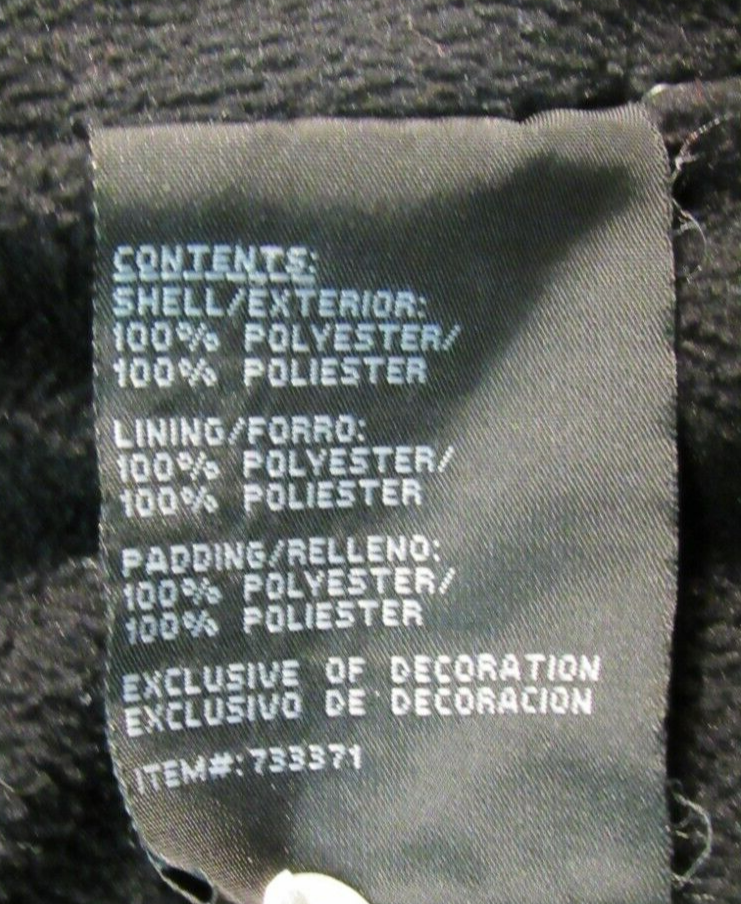 CONTENTS:
SHELL/EXTERIOR:
100% POLYESTER/
100% POLIESTER
LINING/FORRO:
100% POLYESTER/
100% POLIESTER
PADDING/RELLENO:
100% POLYESTER/
100% POLIESTER
EXCLUSIVE OF DECORATION
EXCLUSIVO DE DECORACION
ITEM#:733371